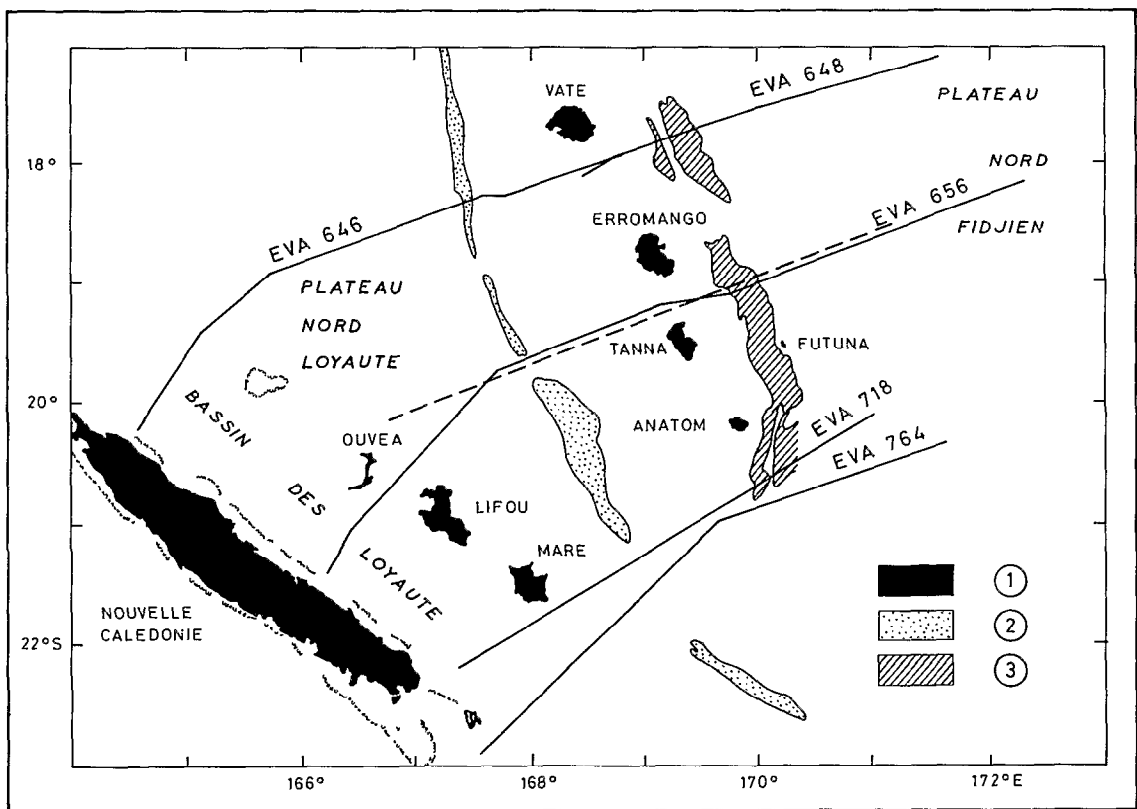 VATE
EVA 648
PLATEAU
NORD
FIDJIEN
18°
ERROMANGO
EVA 656
EVA 646
PLATEAU
NORD
LOYAUTE
TANNA
FUTUNA
20°
BASSIN
DES
LOYAUTE
OUVEA
ANATOM
EVA 718
EVA 764
LIFOU
MARE
NOUVELLE
CALEDONIE
22°S
1
2
3
166°
168°
170°
172°E